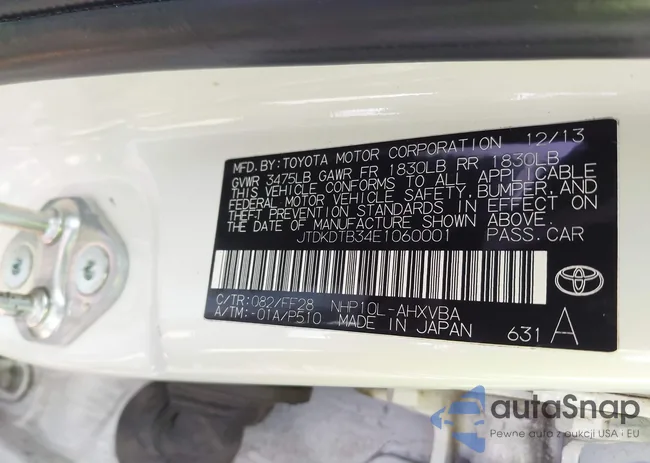 MFD. BY: TOYOTA MOTOR CORPORATION 12/13
GVWR 3475LB GAWR FR 1830LB RR 1830LB
THIS VEHICLE CONFORMS TO ALL APPLICABLE
FEDERAL MOTOR VEHICLE SAFETY, BUMPER, AND
THEFT PREVENTION STANDARDS IN EFFECT ON
THE DATE OF MANUFACTURE SHOWN ABOVE.
JTDKDTB34E1060001 PASS.CAR
C/TR: 082/FF28 NHP10L-AHXVBA
A/TM: -01A/P510 MADE IN JAPAN 631 A
autaSnap
Pewne auto z aukcji USA · EU